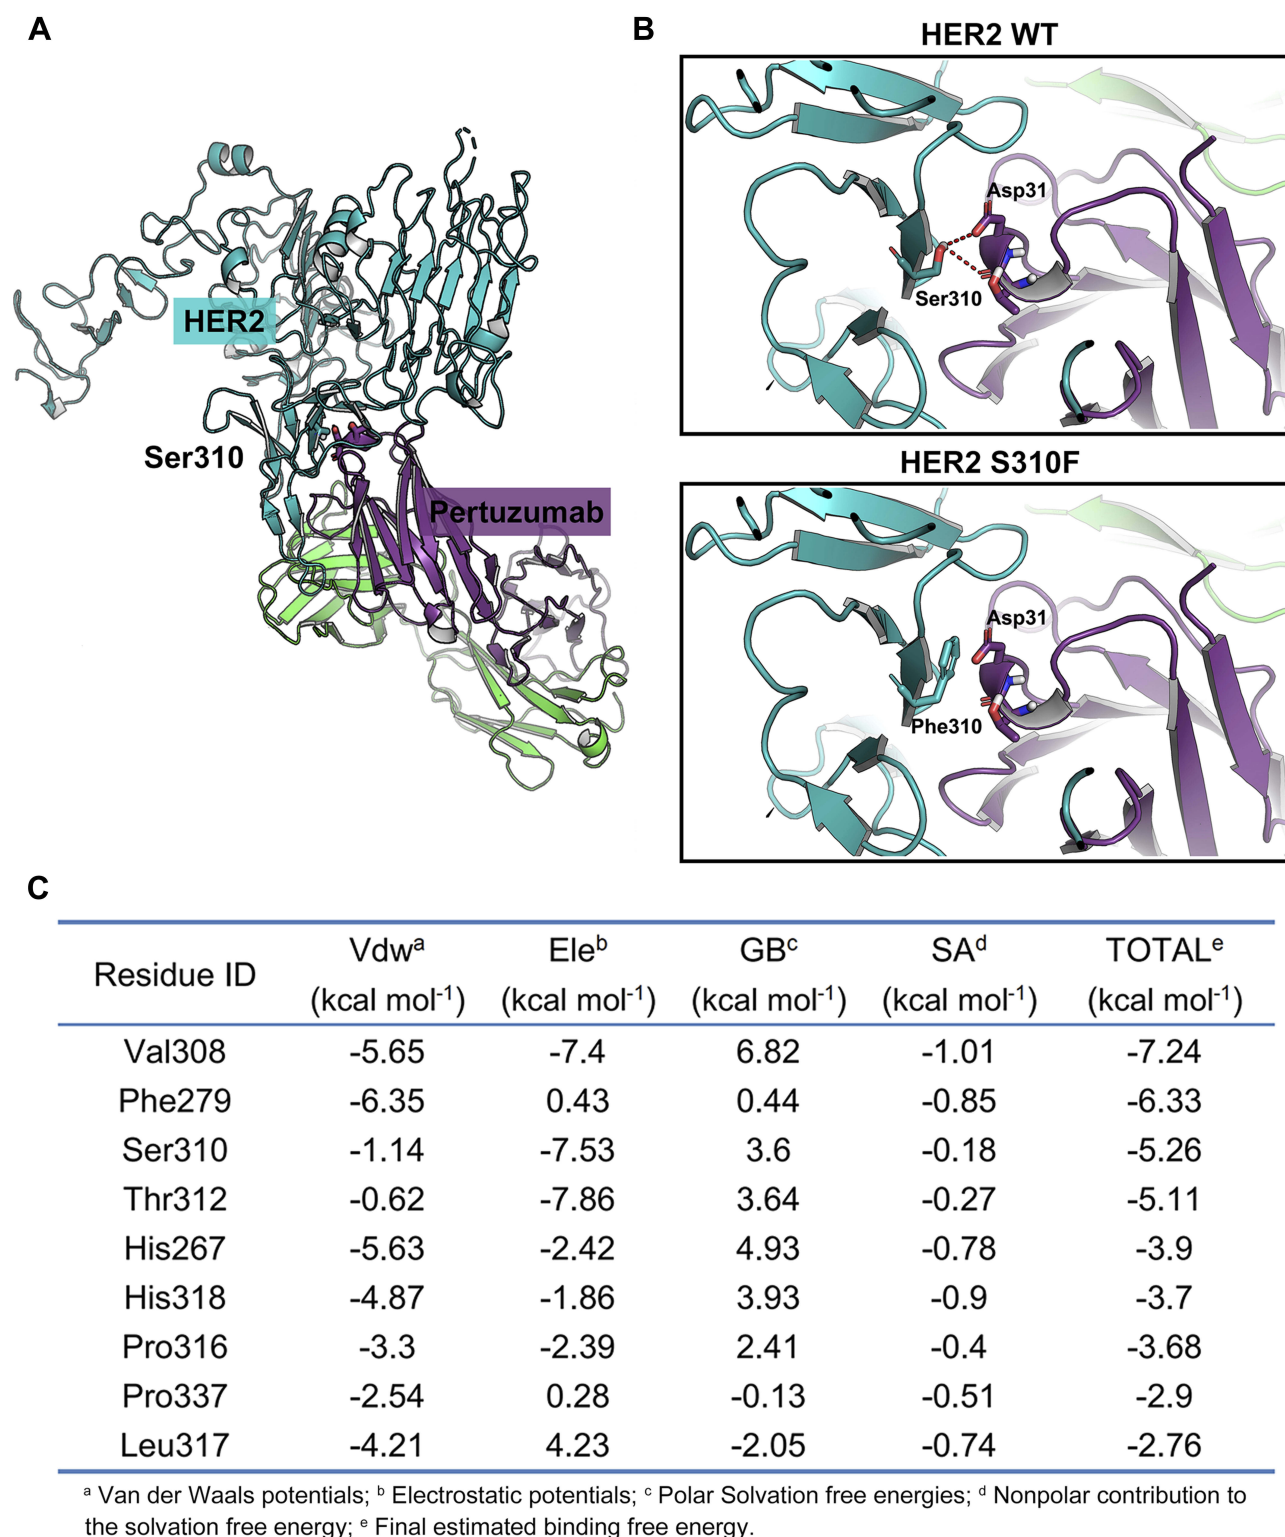 A
HER2
Ser310
Pertuzumab
B
HER2 WT
Asp31
Ser310
HER2 S310F
Asp31
Phe310
C
Residue ID Vdwᵃ (kcal mol⁻¹) Eleᵇ (kcal mol⁻¹) GBᶜ (kcal mol⁻¹) SAᵈ (kcal mol⁻¹) TOTALᵉ (kcal mol⁻¹)
Val308 -5.65 -7.4 6.82 -1.01 -7.24
Phe279 -6.35 0.43 0.44 -0.85 -6.33
Ser310 -1.14 -7.53 3.6 -0.18 -5.26
Thr312 -0.62 -7.86 3.64 -0.27 -5.11
His267 -5.63 -2.42 4.93 -0.78 -3.9
His318 -4.87 -1.86 3.93 -0.9 -3.7
Pro316 -3.3 -2.39 2.41 -0.4 -3.68
Pro337 -2.54 0.28 -0.13 -0.51 -2.9
Leu317 -4.21 4.23 -2.05 -0.74 -2.76
ᵃ Van der Waals potentials; ᵇ Electrostatic potentials; ᶜ Polar Solvation free energies; ᵈ Nonpolar contribution to
the solvation free energy; ᵉ Final estimated binding free energy.